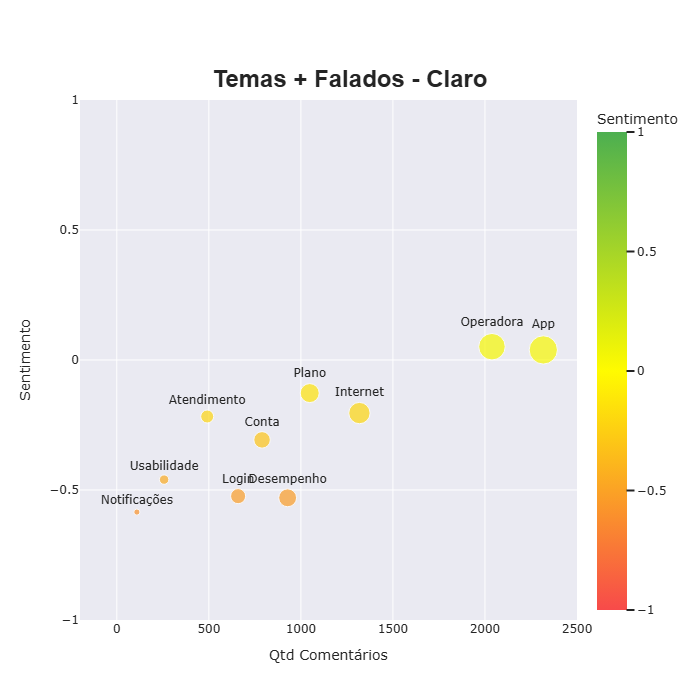 Temas + Falados - Claro
Sentimento
1
0.5
0
−0.5
−1
Sentimento
1
0.5
0
−0.5
−1
Operadora
App
Plano
Internet
Atendimento
Conta
Usabilidade
Login
Desempenho
Notificações
0
500
1000
1500
2000
2500
Qtd Comentários